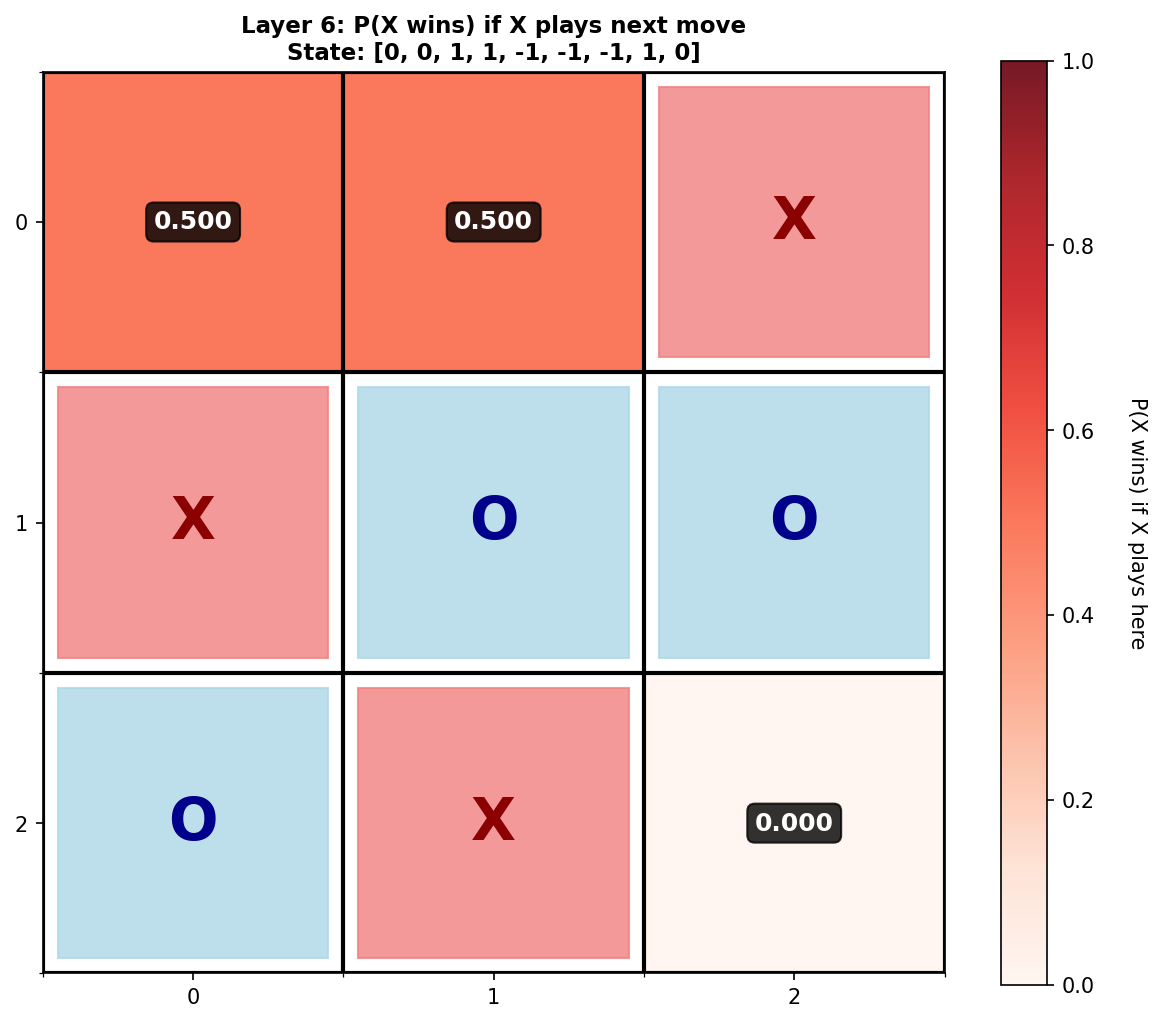 Layer 6: P(X wins) if X plays next move
State: [0, 0, 1, 1, -1, -1, -1, 1, 0]
0
0.500
0.500
X
1
X
O
O
2
O
X
0.000
0
1
2
1.0
0.8
0.6
0.4
0.2
0.0
P(X wins) if X plays here